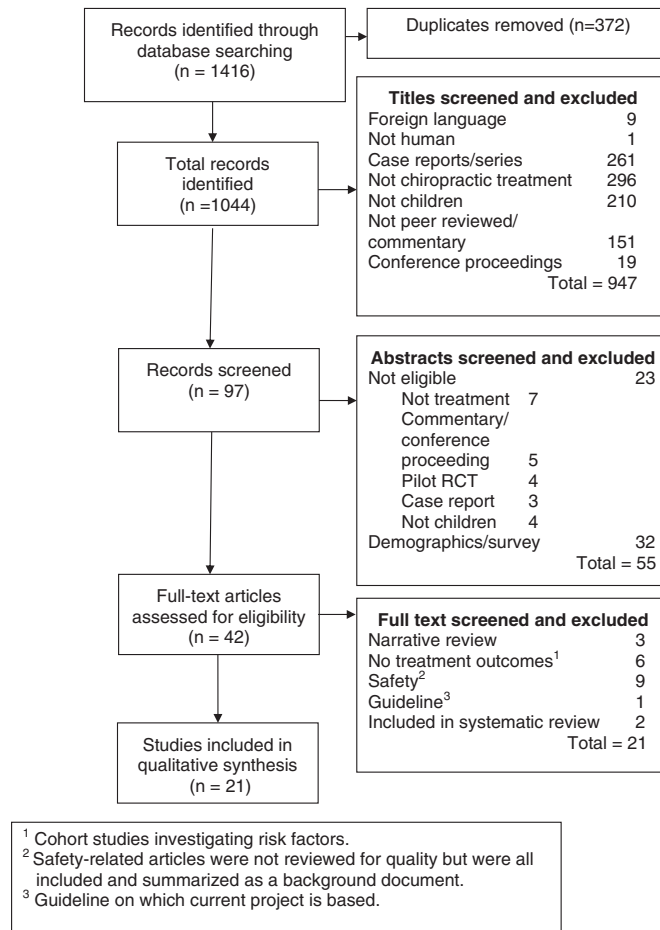 Records identified through
database searching
(n = 1416)
Duplicates removed (n=372)
Total records
identified
(n =1044)
Titles screened and excluded
Foreign language 9
Not human 1
Case reports/series 261
Not chiropractic treatment 296
Not children 210
Not peer reviewed/
commentary 151
Conference proceedings 19
Total = 947
Records screened
(n = 97)
Abstracts screened and excluded
Not eligible 23
Not treatment 7
Commentary/
conference
proceeding 5
Pilot RCT 4
Case report 3
Not children 4
Demographics/survey 32
Total = 55
Full-text articles
assessed for eligibility
(n = 42)
Full text screened and excluded
Narrative review 3
No treatment outcomes¹ 6
Safety² 9
Guideline³ 1
Included in systematic review 2
Total = 21
Studies included in
qualitative synthesis
(n = 21)
¹ Cohort studies investigating risk factors.
² Safety-related articles were not reviewed for quality but were all
included and summarized as a background document.
³ Guideline on which current project is based.